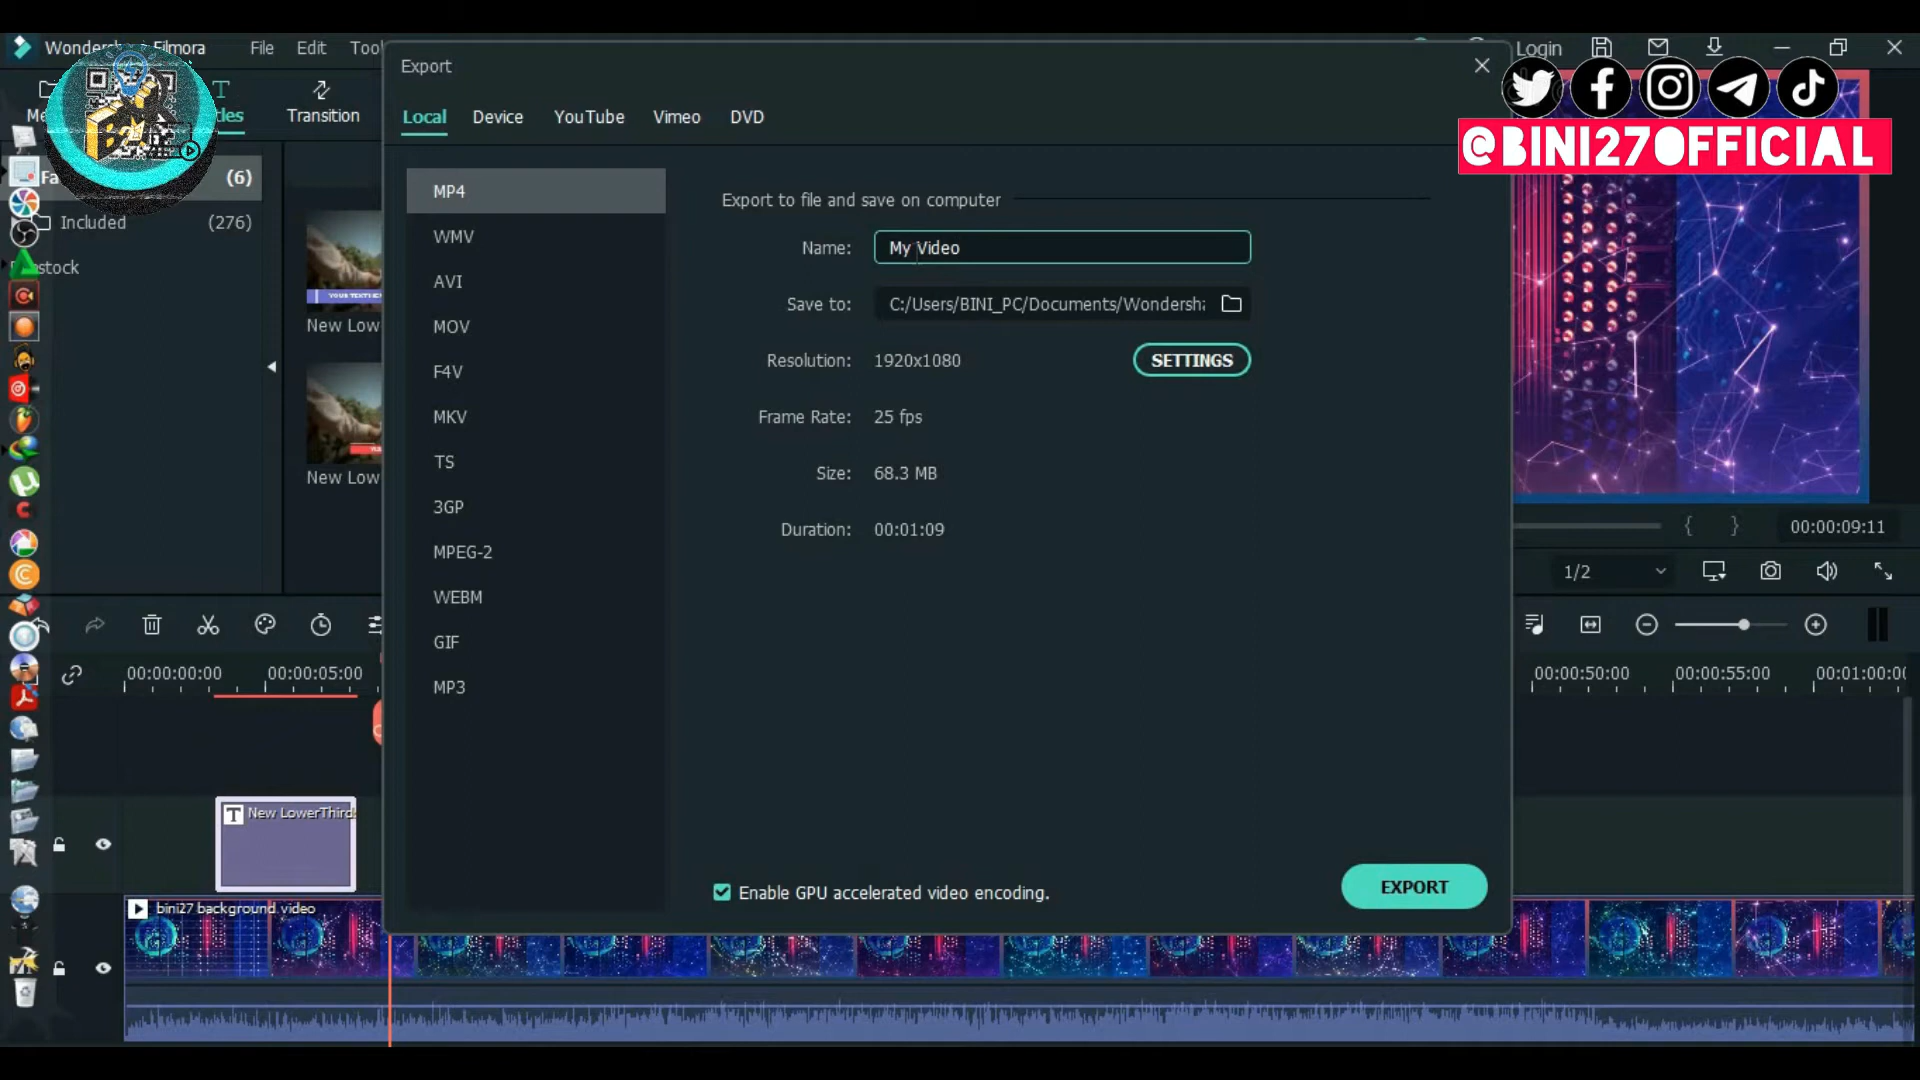 Filmora
File
Edit
Login
Export
Local
Device
YouTube
Vimeo
DVD
Transition
@BINI27OFFICIAL
(6)
Included
(276)
MP4
WMV
AVI
MOV
F4V
MKV
TS
3GP
MPEG-2
WEBM
GIF
MP3
Export to file and save on computer
Name:
My Video
Save to:
C:/Users/BINI_PC/Documents/Wondersh
Resolution:
1920x1080
SETTINGS
Frame Rate:
25 fps
Size:
68.3 MB
Duration:
00:01:09
Enable GPU accelerated video encoding.
EXPORT
New Low
New Low
00:00:09:11
1/2
00:00:00:00
00:00:05:00
00:00:50:00
00:00:55:00
00:01:00:0
New LowerThird
bini27 background video